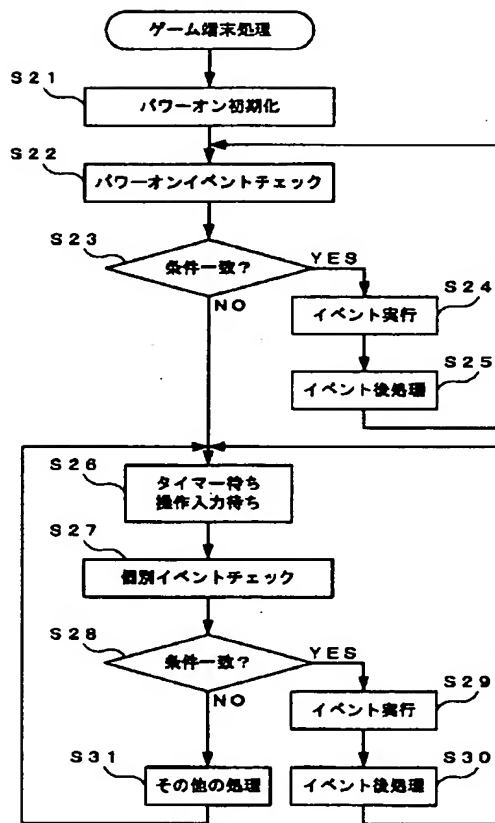 ゲーム端末処理
S21
パワーオン初期化
S22
パワーオンイベントチェック
S23
条件一致?
YES
NO
S24
イベント実行
S25
イベント後処理
S26
タイマー待ち
操作入力待ち
S27
個別イベントチェック
S28
条件一致?
YES
NO
S29
イベント実行
S31
その他の処理
S30
イベント後処理